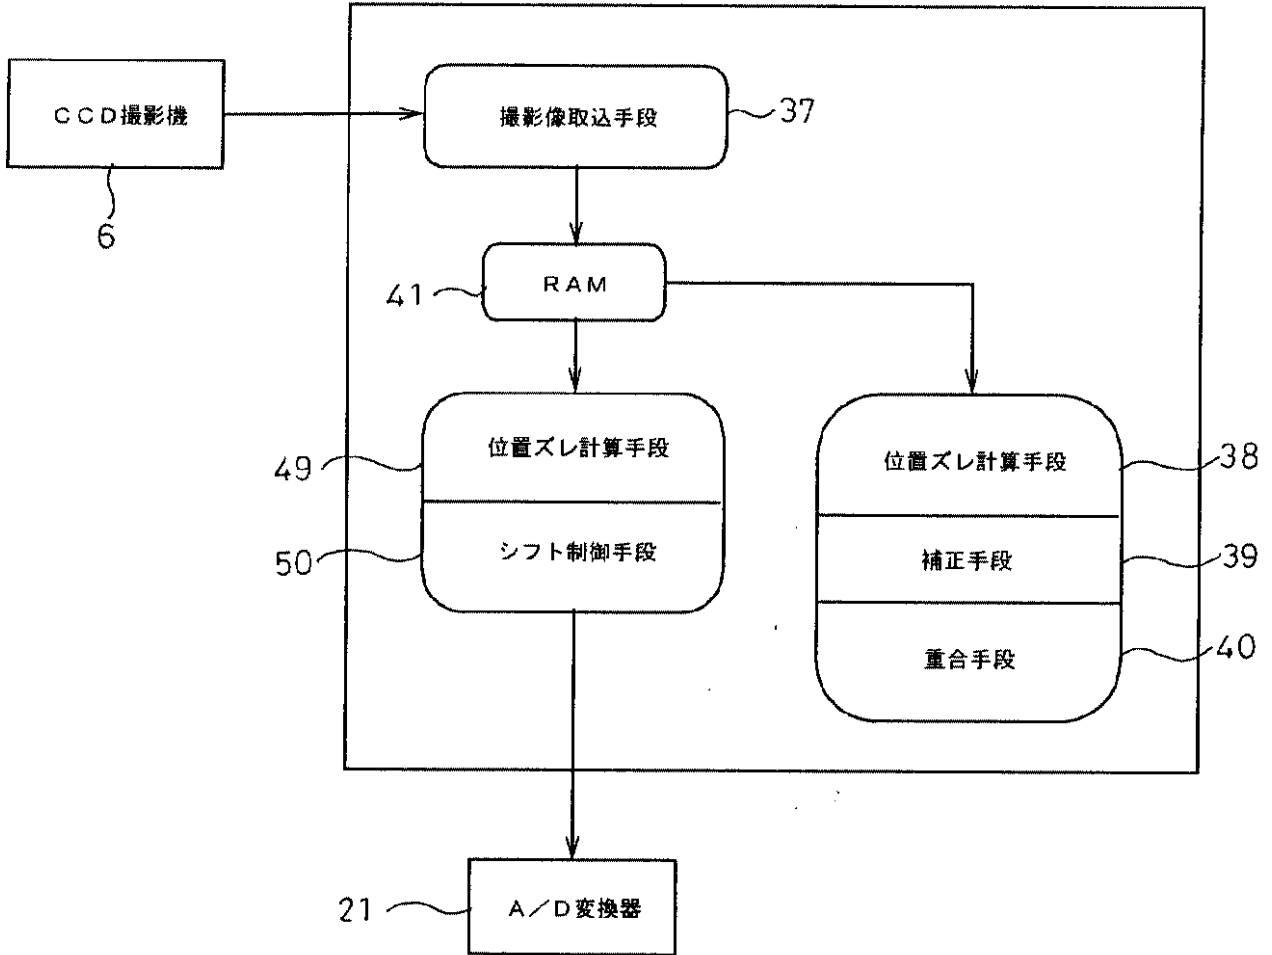 CCD撮影機
6
撮影像取込手段
37
RAM
41
位置ズレ計算手段
49
シフト制御手段
50
位置ズレ計算手段
38
補正手段
39
重合手段
40
A/D変換器
21